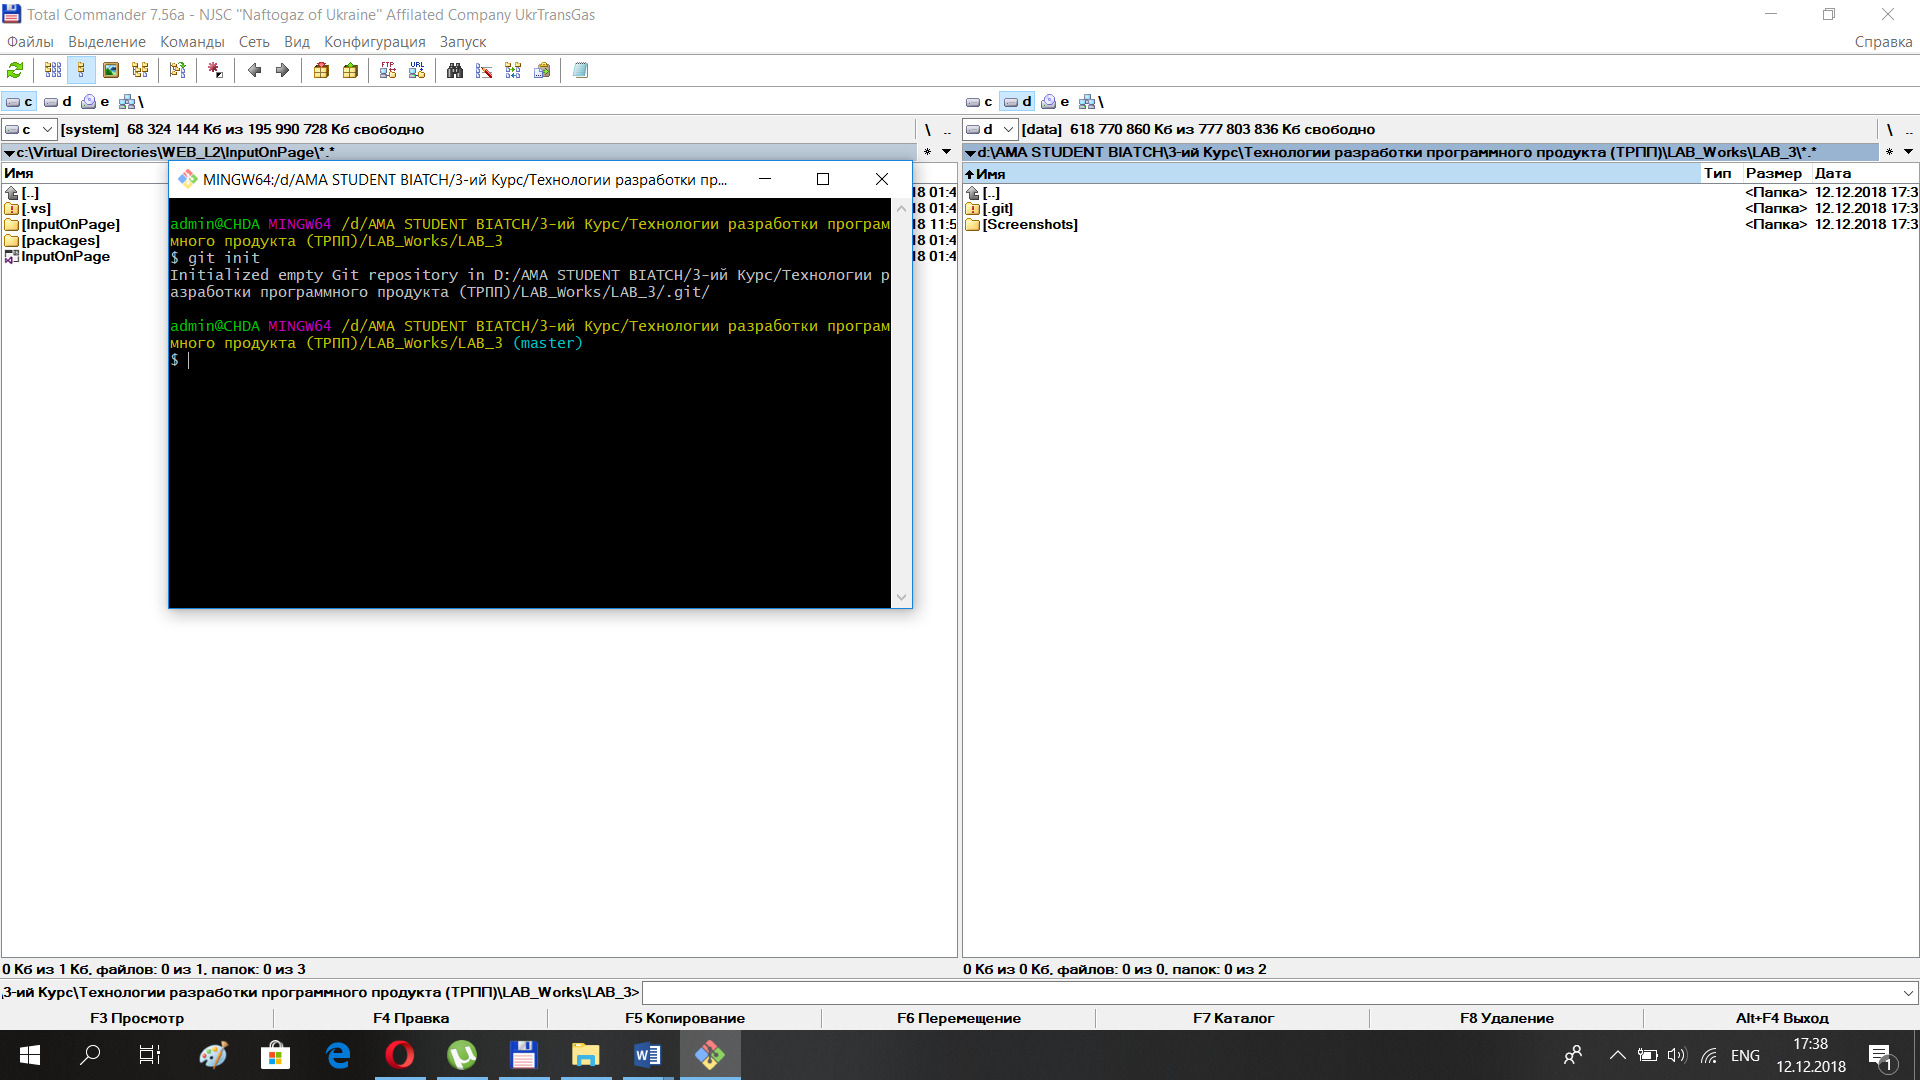 Total Commander 7.56a - NJSC "Naftogaz of Ukraine" Affilated Company UkrTransGas
Файлы Выделение Команды Сеть Вид Конфигурация Запуск Справка
FTP URL
c d e \
c d e \
c [system] 68 324 144 Кб из 195 990 728 Кб свободно \ ..
d [data] 618 770 860 Кб из 777 803 836 Кб свободно \ ..
c:\Virtual Directories\WEB_L2\InputOnPage\*.* * 
d:\AMA STUDENT BIATCH\3-ий Курс\Технологии разработки программного продукта (ТРПП)\LAB_Works\LAB_3\*.* *
Имя
[..]
[.vs]
[InputOnPage]
[packages]
InputOnPage
18 01:4
18 01:4
18 11:5
18 01:4
18 01:4
MINGW64:/d/AMA STUDENT BIATCH/3-ий Курс/Технологии разработки пр...
admin@CHDA MINGW64 /d/AMA STUDENT BIATCH/3-ий Курс/Технологии разработки програм
много продукта (ТРПП)/LAB_Works/LAB_3
$ git init
Initialized empty Git repository in D:/AMA STUDENT BIATCH/3-ий Курс/Технологии р
азработки программного продукта (ТРПП)/LAB_Works/LAB_3/.git/
admin@CHDA MINGW64 /d/AMA STUDENT BIATCH/3-ий Курс/Технологии разработки програм
много продукта (ТРПП)/LAB_Works/LAB_3 (master)
$
Имя Тип Размер Дата
[..] <Папка> 12.12.2018 17:3
[.git] <Папка> 12.12.2018 17:3
[Screenshots] <Папка> 12.12.2018 17:3
0 Кб из 1 Кб, файлов: 0 из 1, папок: 0 из 3
0 Кб из 0 Кб, файлов: 0 из 0, папок: 0 из 2
3-ий Курс\Технологии разработки программного продукта (ТРПП)\LAB_Works\LAB_3>
F3 Просмотр F4 Правка F5 Копирование F6 Перемещение F7 Каталог F8 Удаление Alt+F4 Выход
ENG
17:38
12.12.2018
1